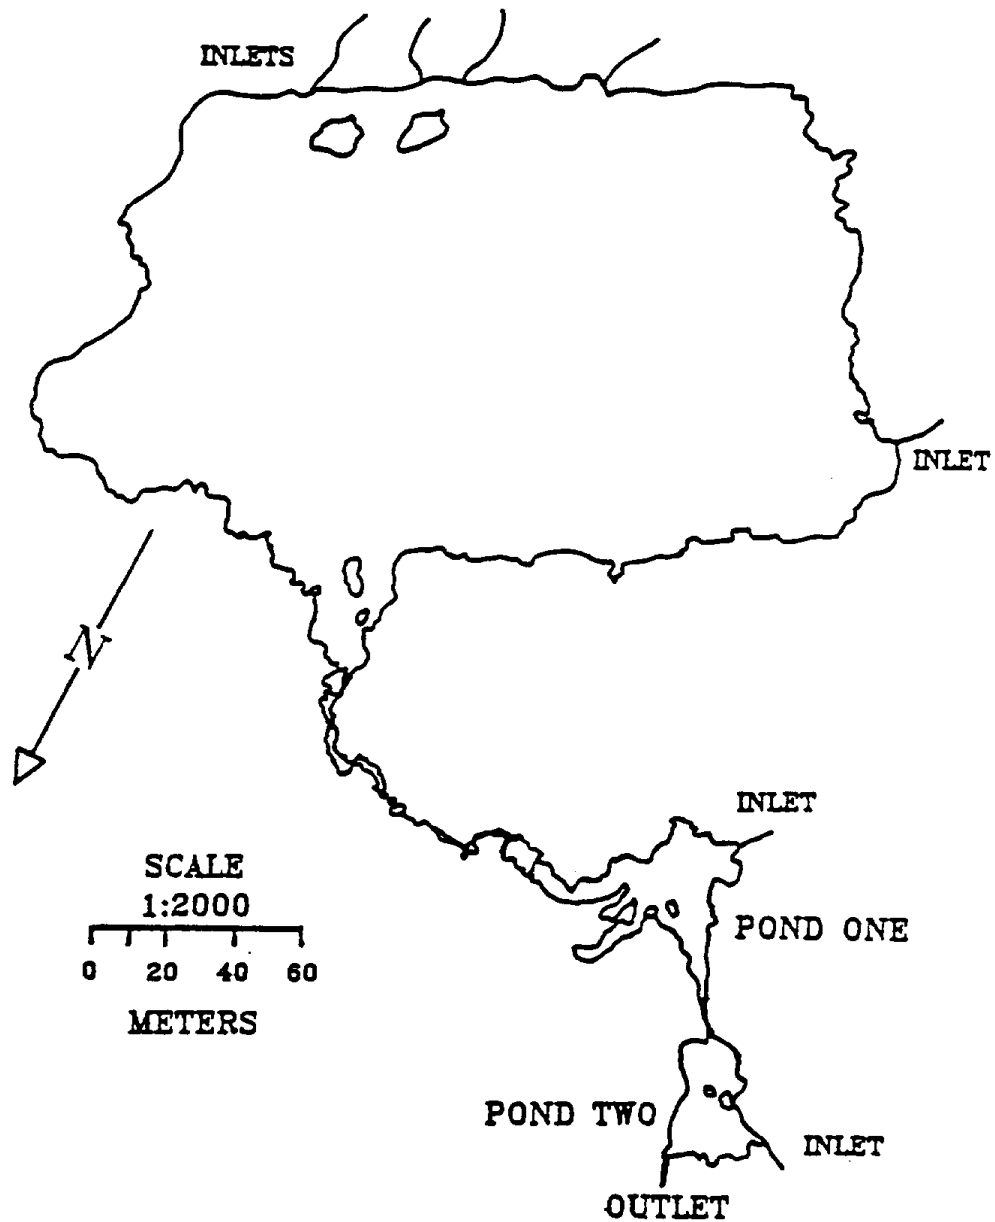 INLETS
INLET
N
INLET
SCALE
1:2000
0 20 40 60
METERS
POND ONE
POND TWO
INLET
OUTLET